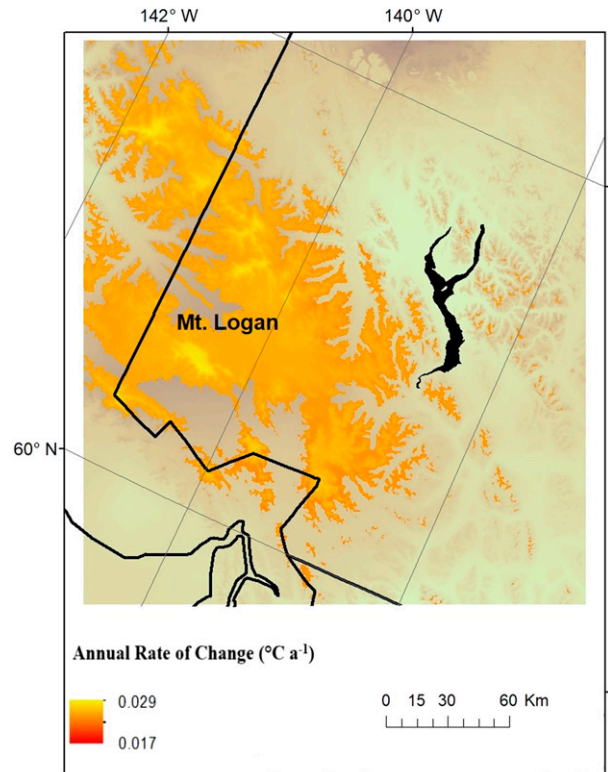 142° W 140° W
Mt. Logan
60° N
Annual Rate of Change (°C a-1)
0.029
0.017
0 15 30 60 Km